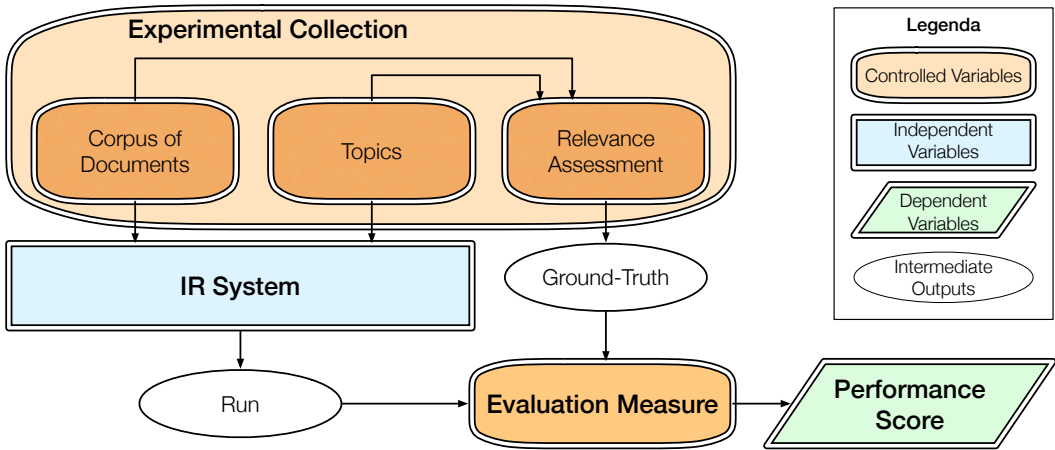 Experimental Collection
Corpus of
Documents
Topics
Relevance
Assessment
IR System
Ground-Truth
Run
Evaluation Measure
Performance
Score
Legenda
Controlled Variables
Independent
Variables
Dependent
Variables
Intermediate
Outputs